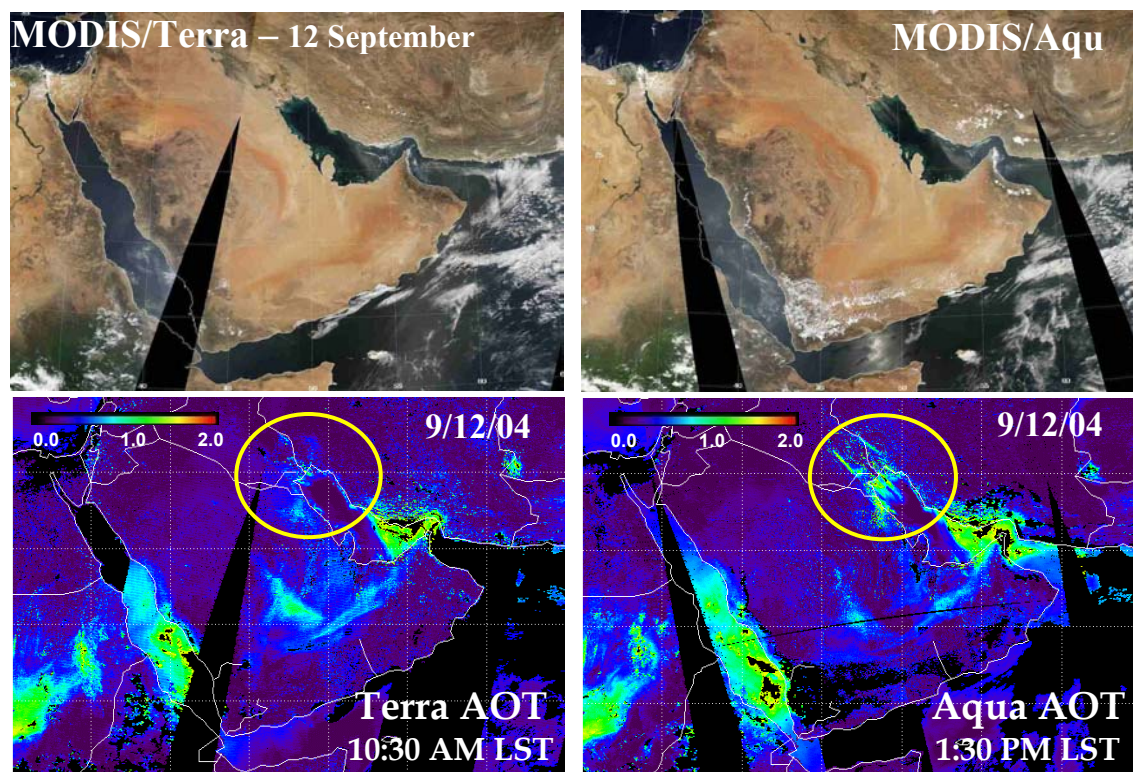 MODIS/Terra – 12 September
MODIS/Aqu
0.0 1.0 2.0
9/12/04
Terra AOT
10:30 AM LST
0.0 1.0 2.0
9/12/04
Aqua AOT
1:30 PM LST